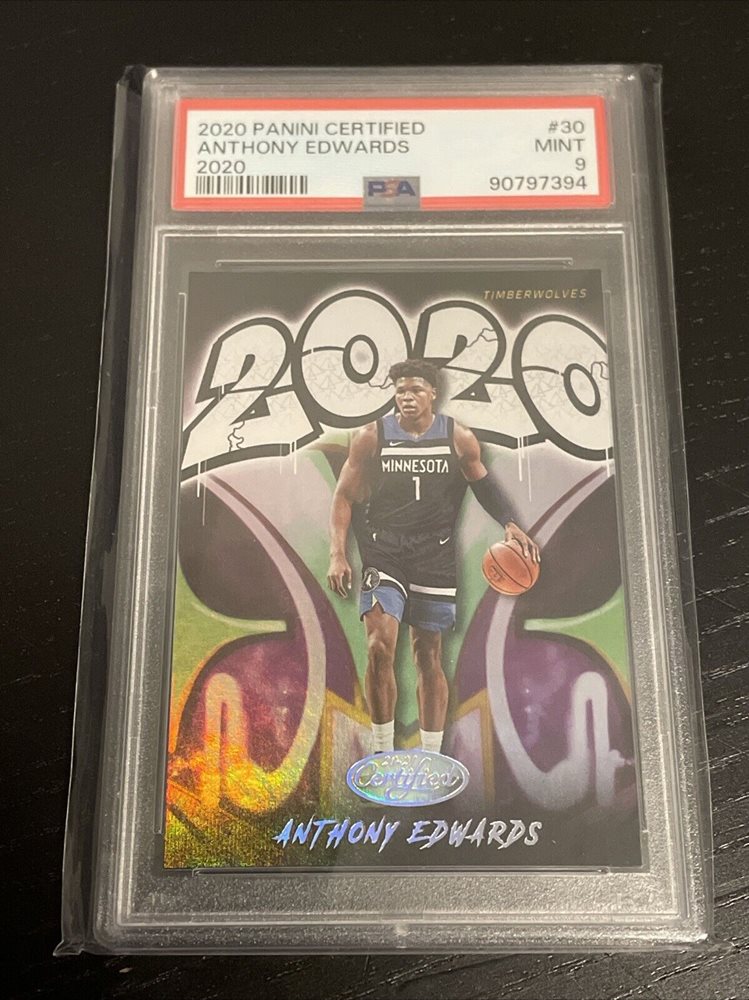 2020 PANINI CERTIFIED #30
ANTHONY EDWARDS MINT
2020 9
PSA 90797394
TIMBERWOLVES
2020
MINNESOTA
1
Certified
ANTHONY EDWARDS